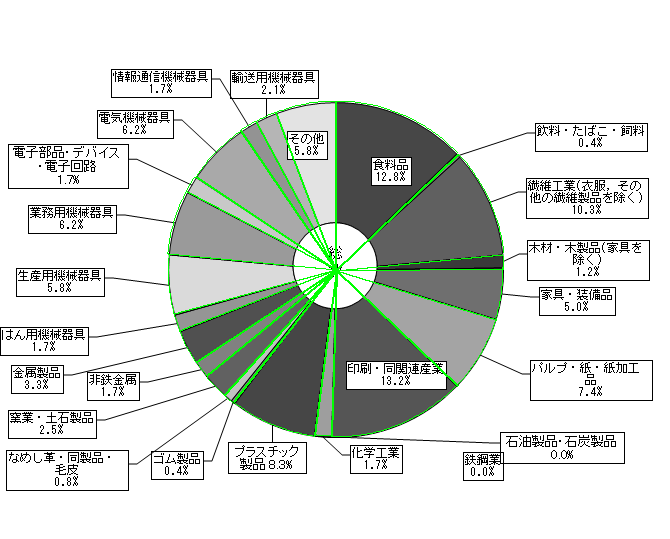 食料品
12.8%
飲料・たばこ・飼料
0.4%
繊維工業(衣服，その
他の繊維製品を除く)
10.3%
木材・木製品(家具を
除く)
1.2%
家具・装備品
5.0%
パルプ・紙・紙加工
品
7.4%
印刷・同関連産業
13.2%
石油製品・石炭製品
0.0%
鉄鋼業
0.0%
化学工業
1.7%
プラスチック
製品 8.3%
ゴム製品
0.4%
なめし革・同製品・
毛皮
0.8%
窯業・土石製品
2.5%
非鉄金属
1.7%
金属製品
3.3%
はん用機械器具
1.7%
生産用機械器具
5.8%
業務用機械器具
6.2%
電子部品・デバイス
・電子回路
1.7%
電気機械器具
6.2%
情報通信機械器具
1.7%
輸送用機械器具
2.1%
その他
5.8%
総